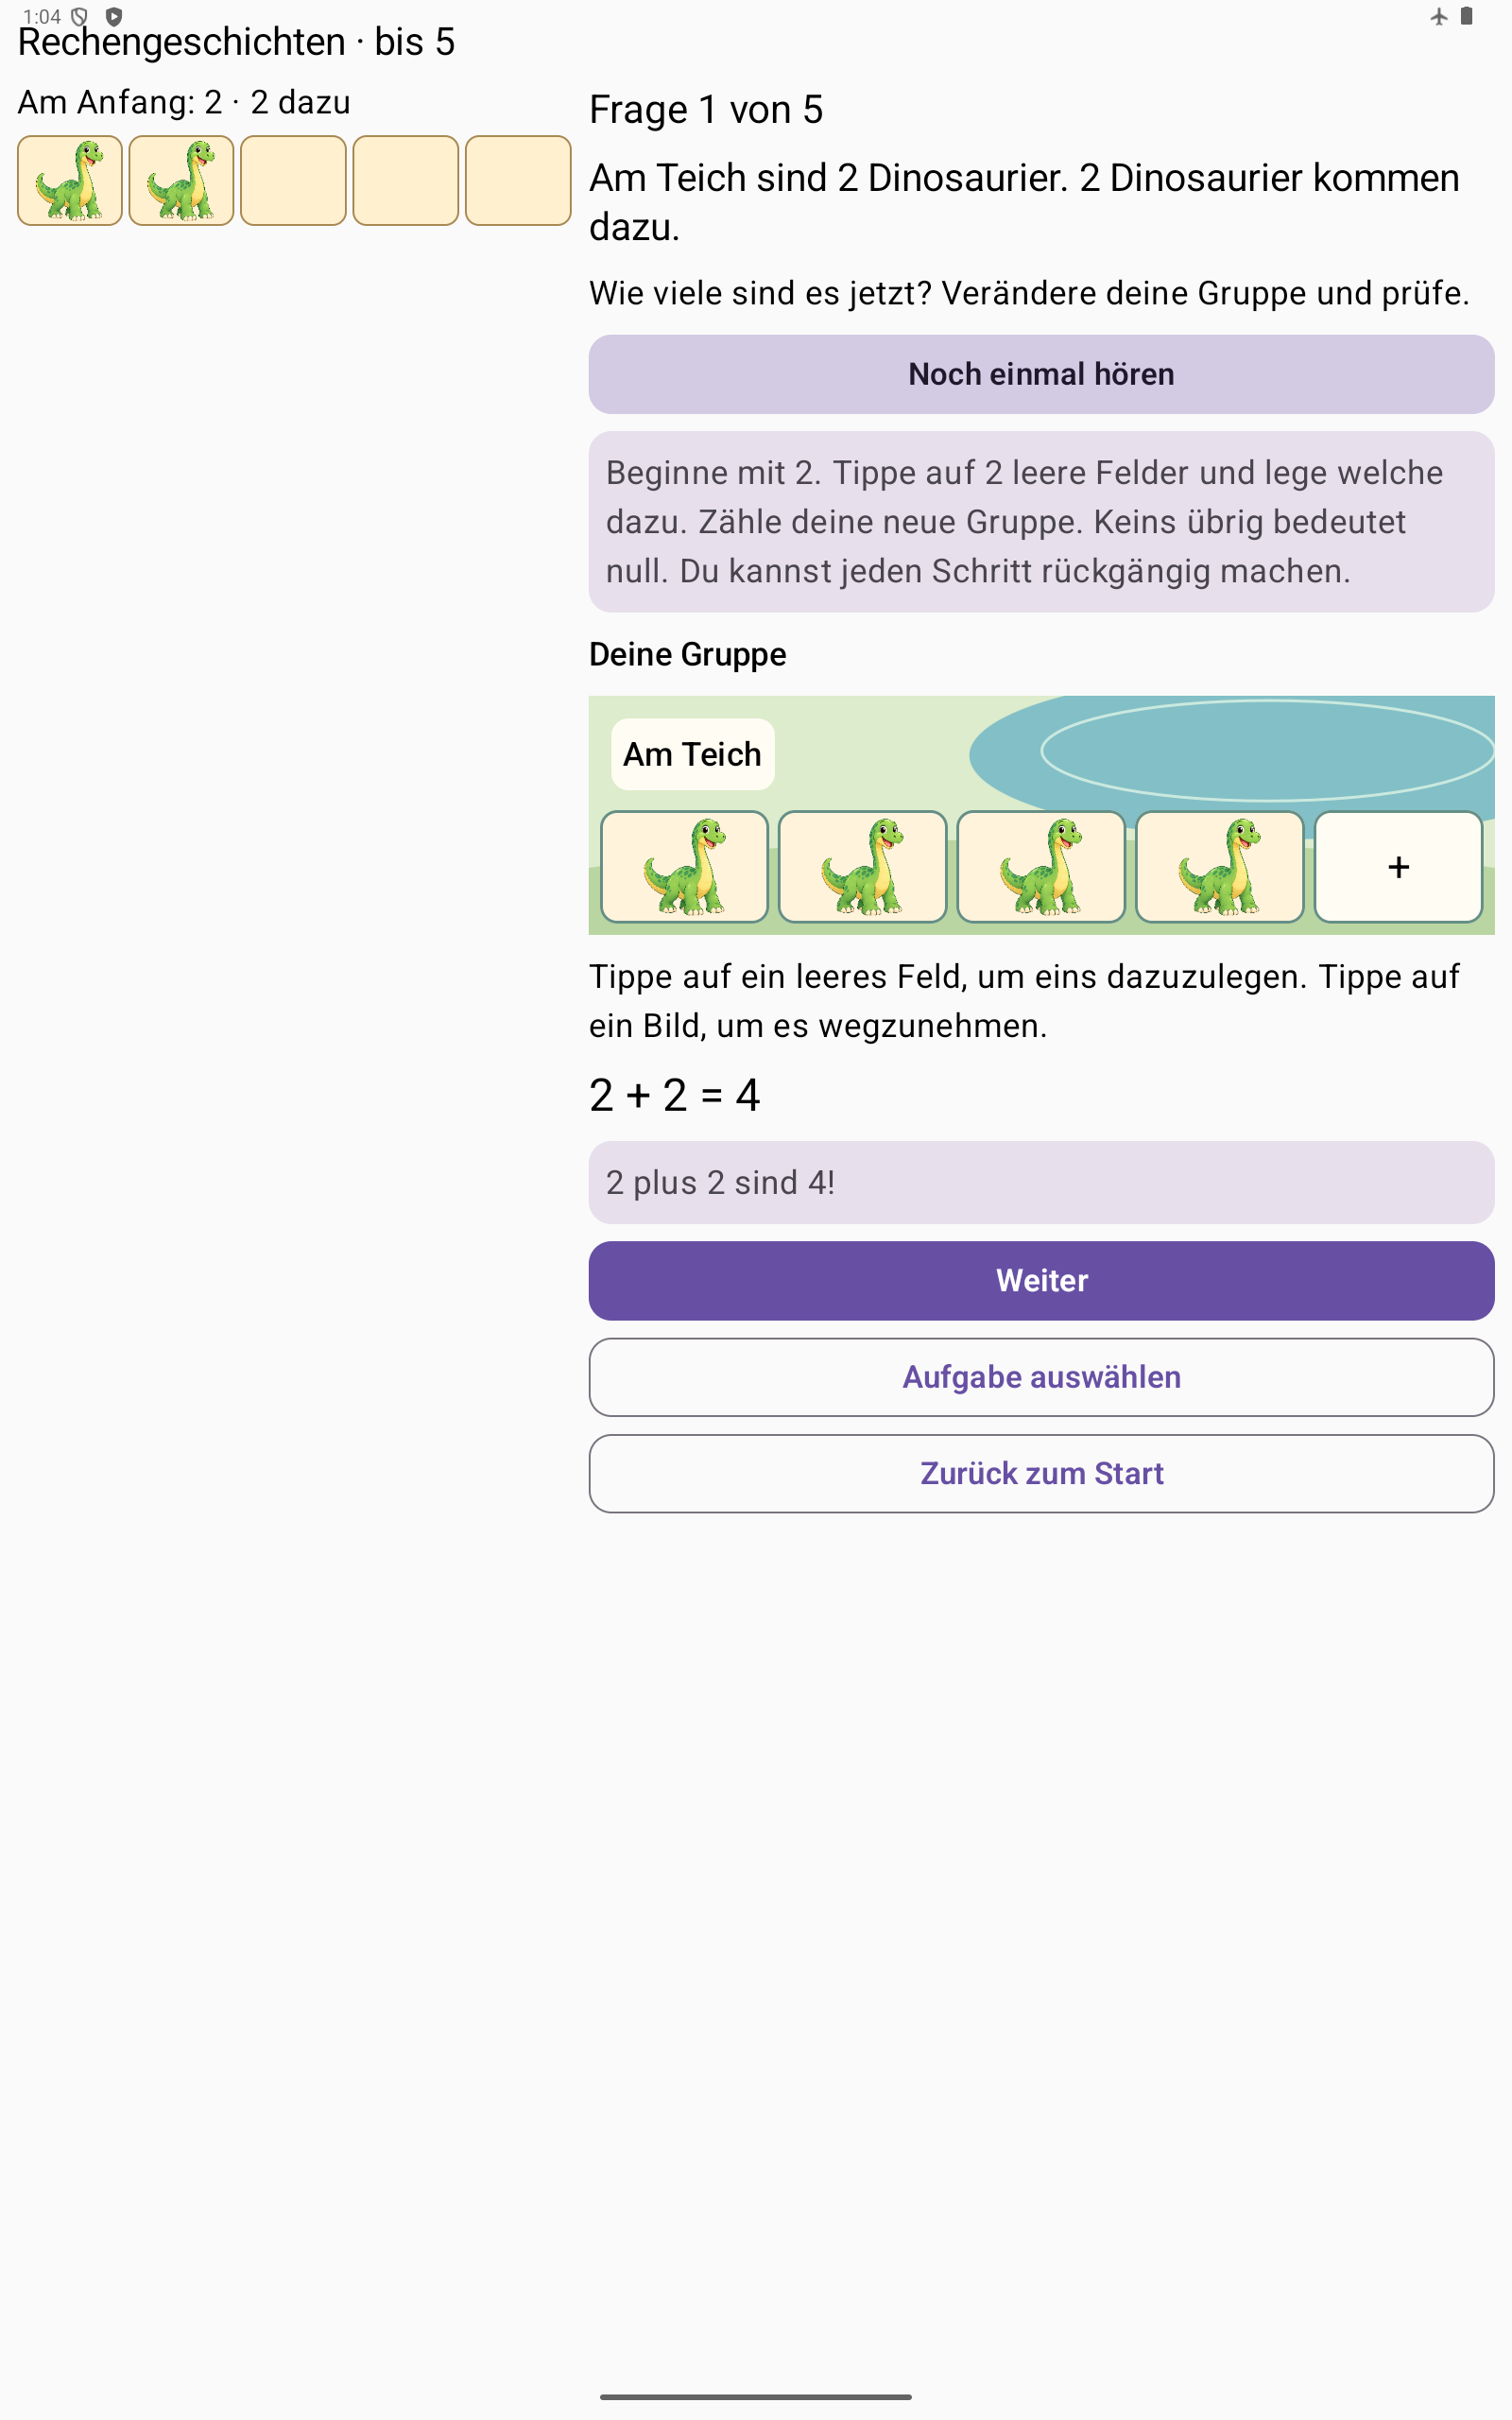 1:04
Rechengeschichten · bis 5
Am Anfang: 2 · 2 dazu
Frage 1 von 5
Am Teich sind 2 Dinosaurier. 2 Dinosaurier kommen
dazu.
Wie viele sind es jetzt? Verändere deine Gruppe und prüfe.
Noch einmal hören
Beginne mit 2. Tippe auf 2 leere Felder und lege welche
dazu. Zähle deine neue Gruppe. Keins übrig bedeutet
null. Du kannst jeden Schritt rückgängig machen.
Deine Gruppe
Am Teich
+
Tippe auf ein leeres Feld, um eins dazuzulegen. Tippe auf
ein Bild, um es wegzunehmen.
2 + 2 = 4
2 plus 2 sind 4!
Weiter
Aufgabe auswählen
Zurück zum Start